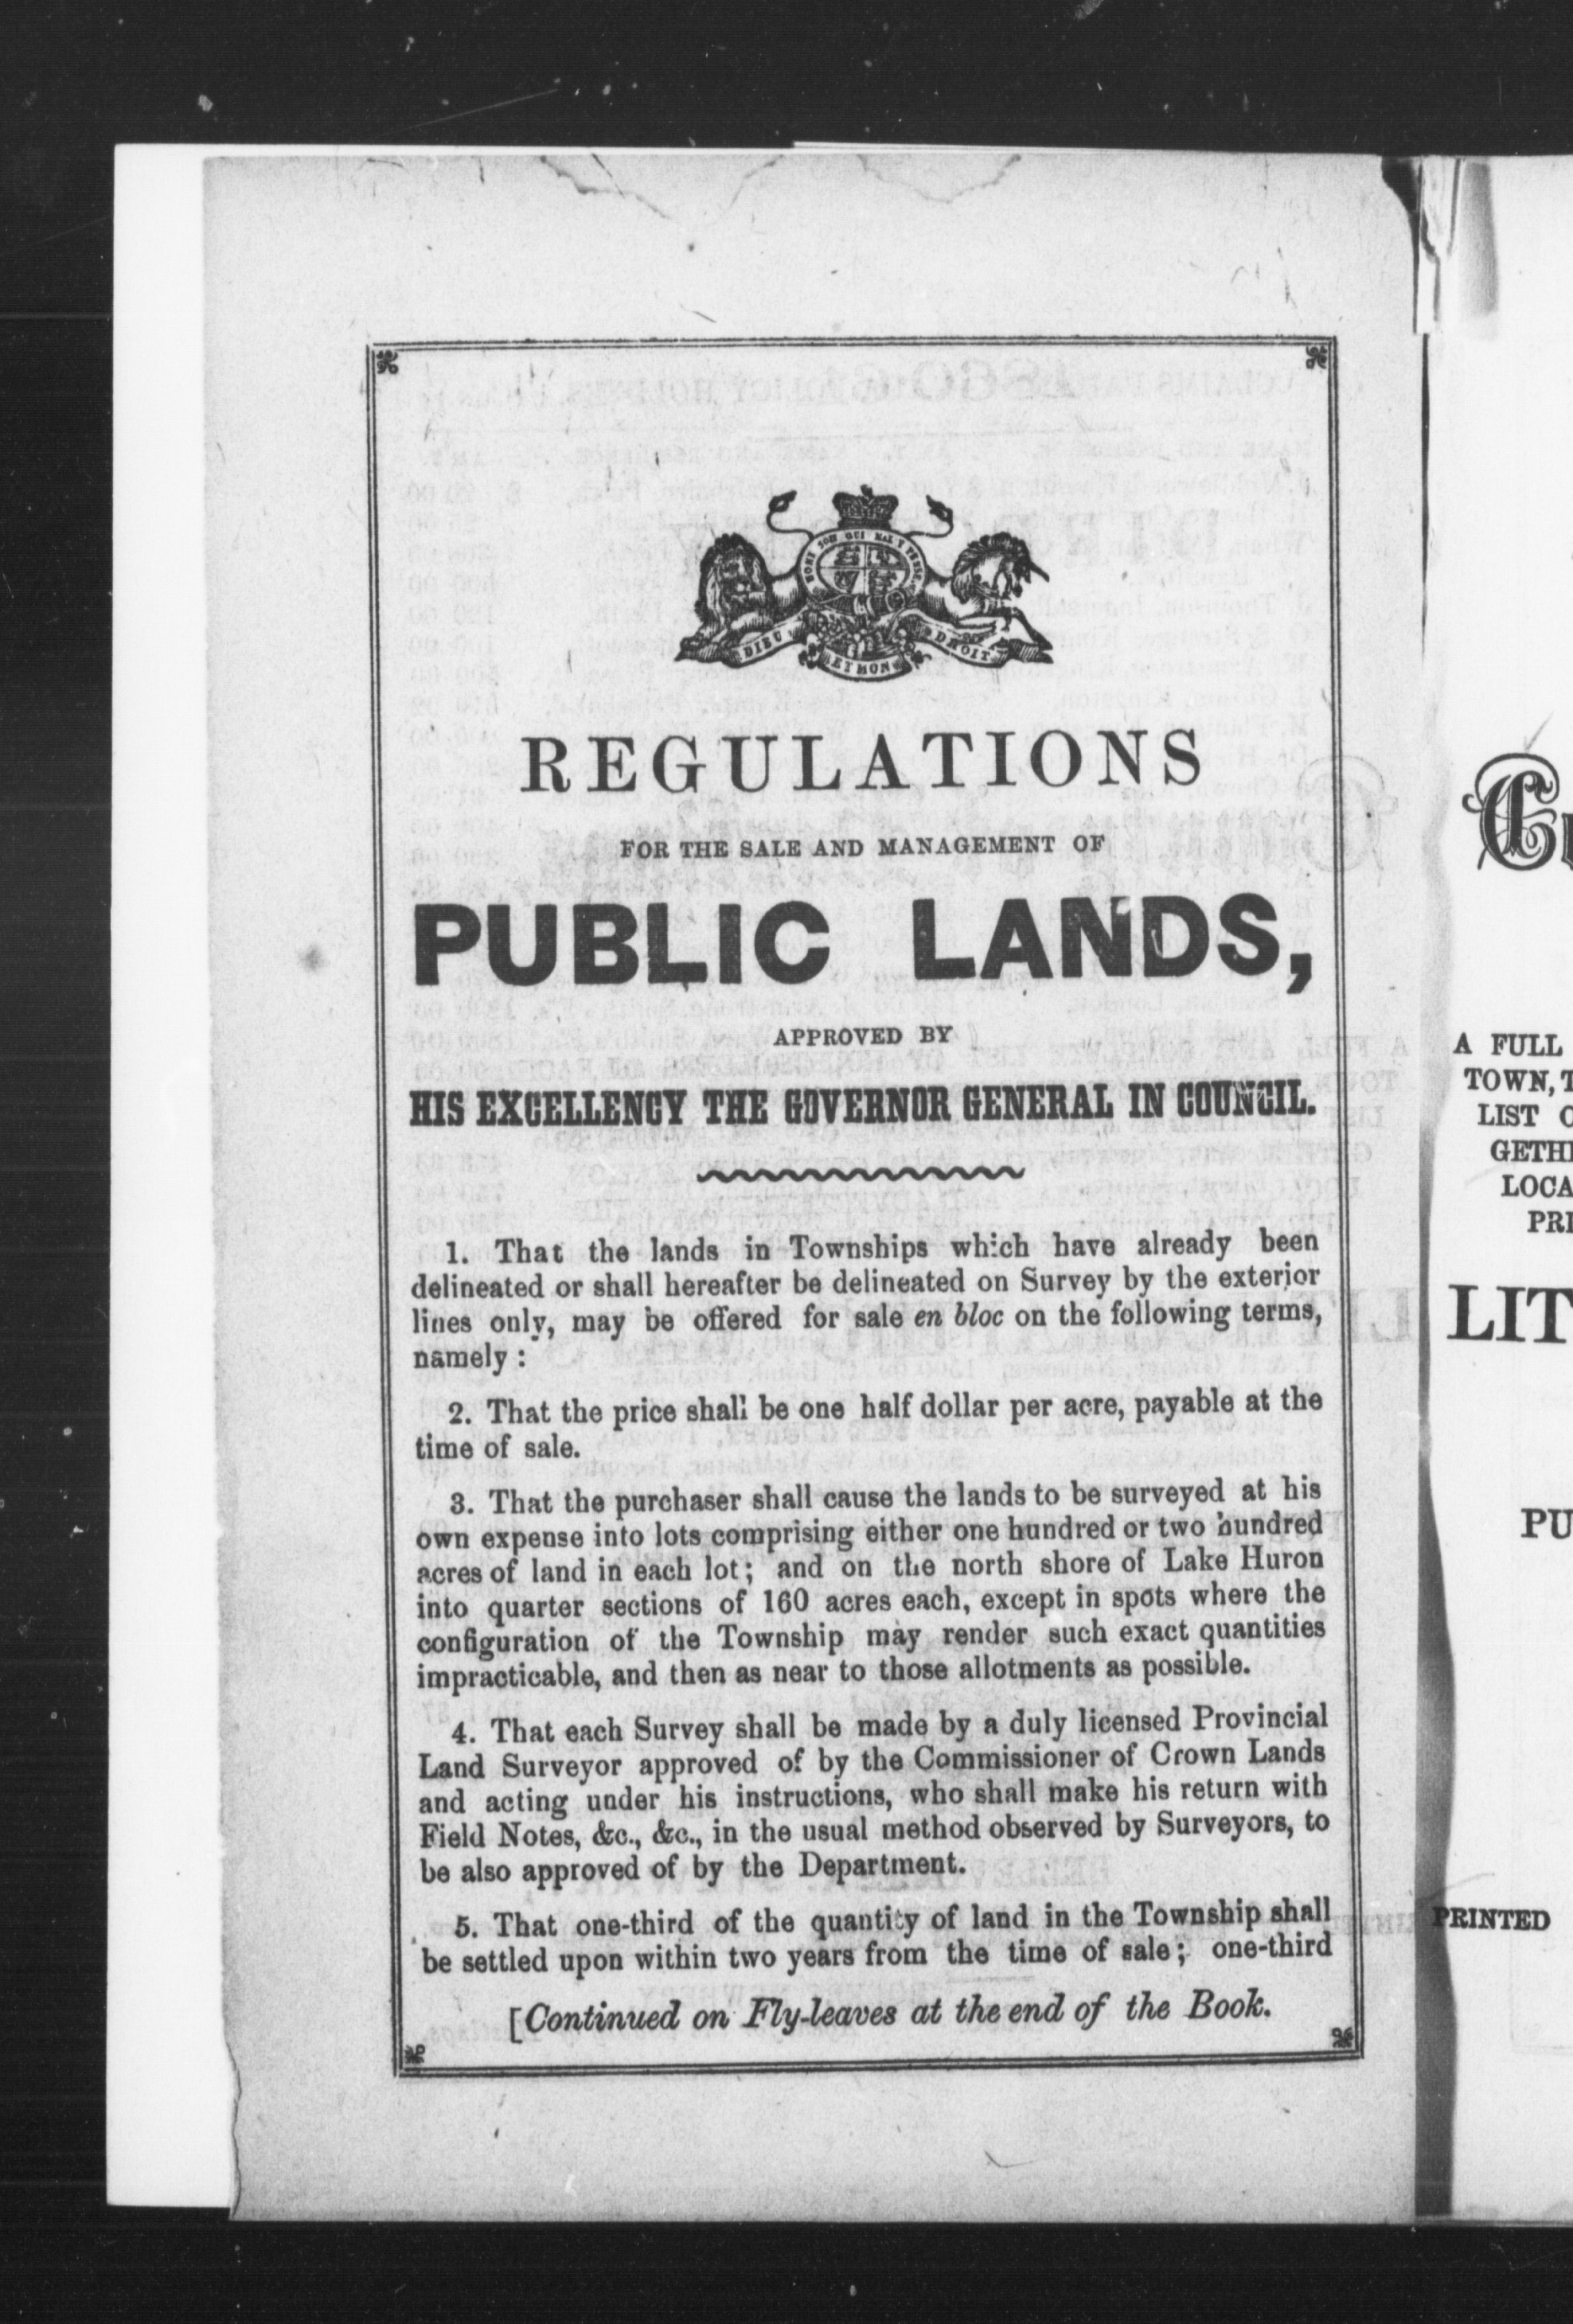 HONI SOIT QUI MAL Y PENSE
DIEU ET MON DROIT
REGULATIONS
FOR THE SALE AND MANAGEMENT OF
PUBLIC LANDS,
APPROVED BY
HIS EXCELLENCY THE GOVERNOR GENERAL IN COUNCIL.
1. That the lands in Townships which have already been
delineated or shall hereafter be delineated on Survey by the exterior
lines only, may be offered for sale en bloc on the following terms,
namely :
2. That the price shall be one half dollar per acre, payable at the
time of sale.
3. That the purchaser shall cause the lands to be surveyed at his
own expense into lots comprising either one hundred or two hundred
acres of land in each lot; and on the north shore of Lake Huron
into quarter sections of 160 acres each, except in spots where the
configuration of the Township may render such exact quantities
impracticable, and then as near to those allotments as possible.
4. That each Survey shall be made by a duly licensed Provincial
Land Surveyor approved of by the Commissioner of Crown Lands
and acting under his instructions, who shall make his return with
Field Notes, &c., &c., in the usual method observed by Surveyors, to
be also approved of by the Department.
5. That one-third of the quantity of land in the Township shall
be settled upon within two years from the time of sale; one-third
[Continued on Fly-leaves at the end of the Book.
A FULL
TOWN, T
LIST O
GETHE
LOCA
PRI
LIT
PU
PRINTED